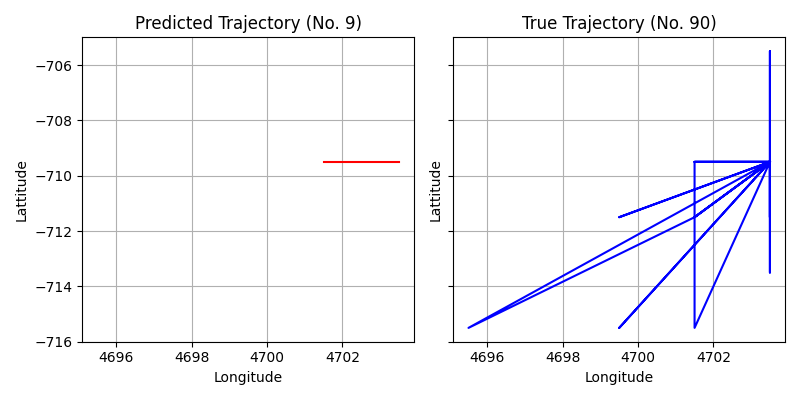 Predicted Trajectory (No. 9)
True Trajectory (No. 90)
Lattitude
−706
−708
−710
−712
−714
−716
4696
4698
4700
4702
Longitude
Lattitude
4696
4698
4700
4702
Longitude